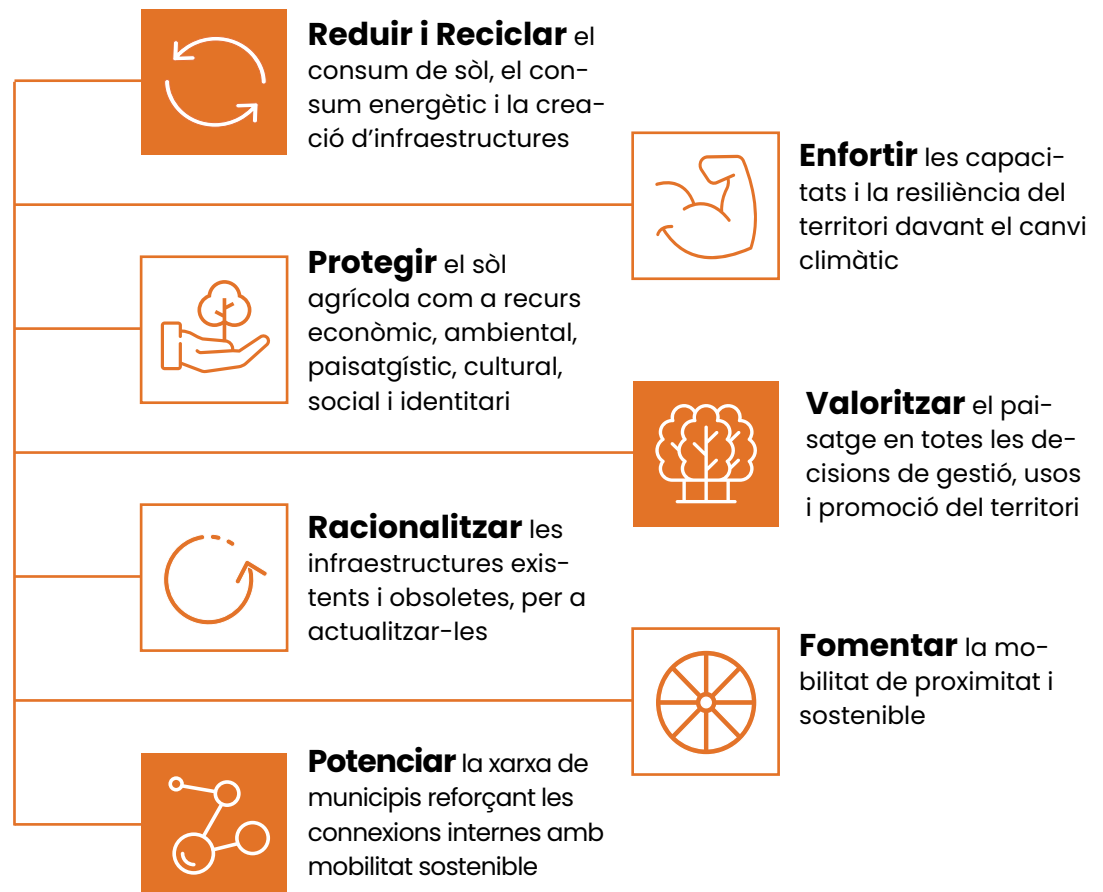 Reduir i Reciclar el
consum de sòl, el con-
sum energètic i la crea-
ció d'infraestructures
Enfortir les capaci-
tats i la resiliència del
territori davant el canvi
climàtic
Protegir el sòl
agrícola com a recurs
econòmic, ambiental,
paisatgístic, cultural,
social i identitari
Valoritzar el pai-
satge en totes les de-
cisions de gestió, usos
i promoció del territori
Racionalitzar les
infraestructures exis-
tents i obsoletes, per a
actualitzar-les
Fomentar la mo-
bilitat de proximitat i
sostenible
Potenciar la xarxa de
municipis reforçant les
connexions internes amb
mobilitat sostenible